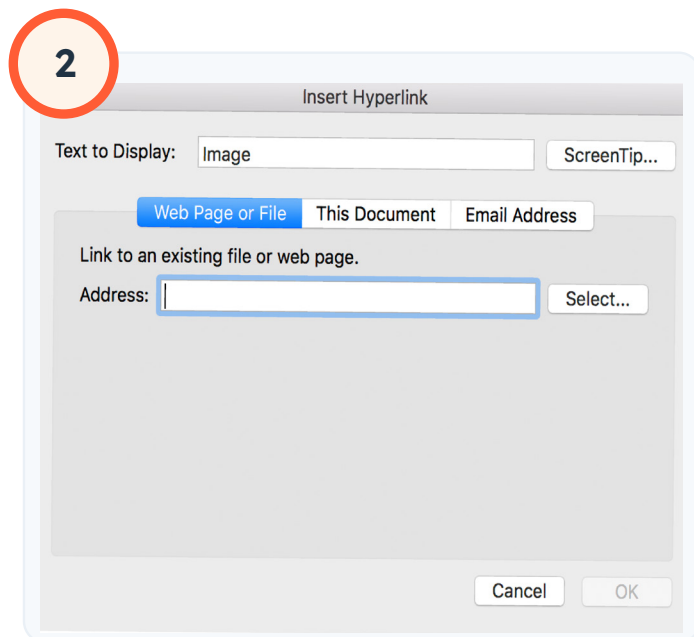 2
Insert Hyperlink
Text to Display: Image ScreenTip...
Web Page or File This Document Email Address
Link to an existing file or web page.
Address: Select...
Cancel OK